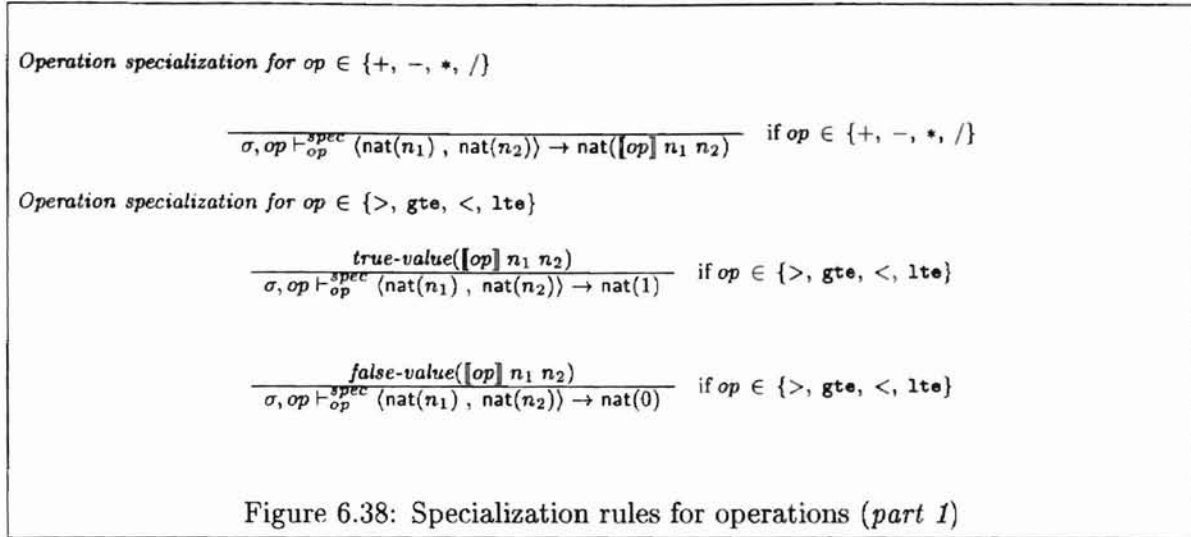 Operation specialization for op ∈ {+, −, *, /}
σ, op ⊢ᵒᵖ^spec ⟨nat(n₁) , nat(n₂)⟩ → nat(⟦op⟧ n₁ n₂) if op ∈ {+, −, *, /}
Operation specialization for op ∈ {>, gte, <, lte}
true-value(⟦op⟧ n₁ n₂)
σ, op ⊢ᵒᵖ^spec ⟨nat(n₁) , nat(n₂)⟩ → nat(1) if op ∈ {>, gte, <, lte}
false-value(⟦op⟧ n₁ n₂)
σ, op ⊢ᵒᵖ^spec ⟨nat(n₁) , nat(n₂)⟩ → nat(0) if op ∈ {>, gte, <, lte}
Figure 6.38: Specialization rules for operations (part 1)